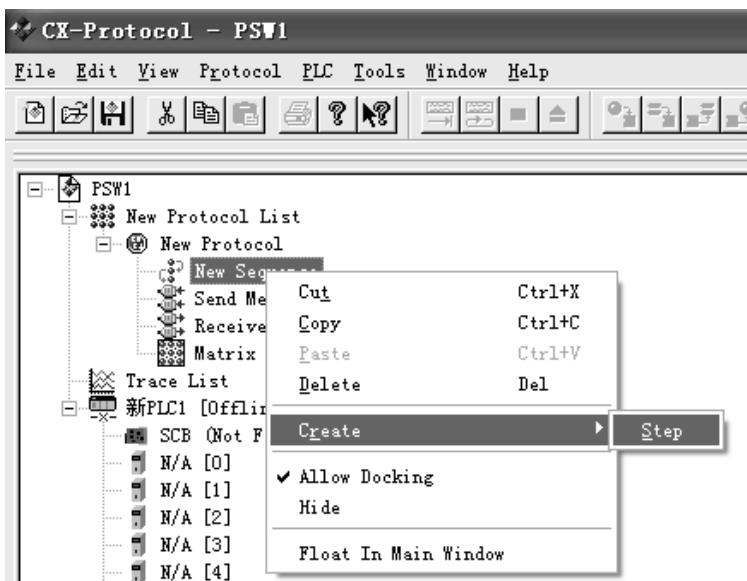 CX-Protocol - PSW1
File Edit View Protocol PLC Tools Window Help
PSW1
New Protocol List
New Protocol
New Sequence
Send Me
Receive
Matrix
Trace List
新PLC1 [Offlin
SCB (Not F
N/A [0]
N/A [1]
N/A [2]
N/A [3]
N/A [4]
Cut Ctrl+X
Copy Ctrl+C
Paste Ctrl+V
Delete Del
Create
Step
Allow Docking
Hide
Float In Main Window